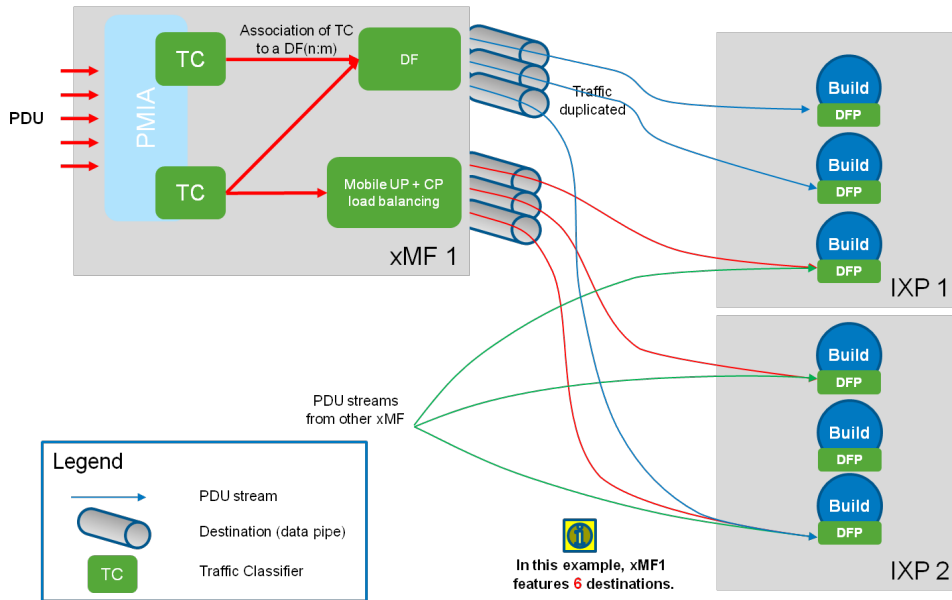 Association of TC
to a DF(n:m)
TC
DF
PDU
PMIA
TC
Mobile UP + CP
load balancing
xMF 1
Traffic
duplicated
Build
DFP
Build
DFP
Build
DFP
IXP 1
Build
DFP
Build
DFP
Build
DFP
IXP 2
PDU streams
from other xMF
Legend
PDU stream
Destination (data pipe)
TC
Traffic Classifier
i
In this example, xMF1
features 6 destinations.